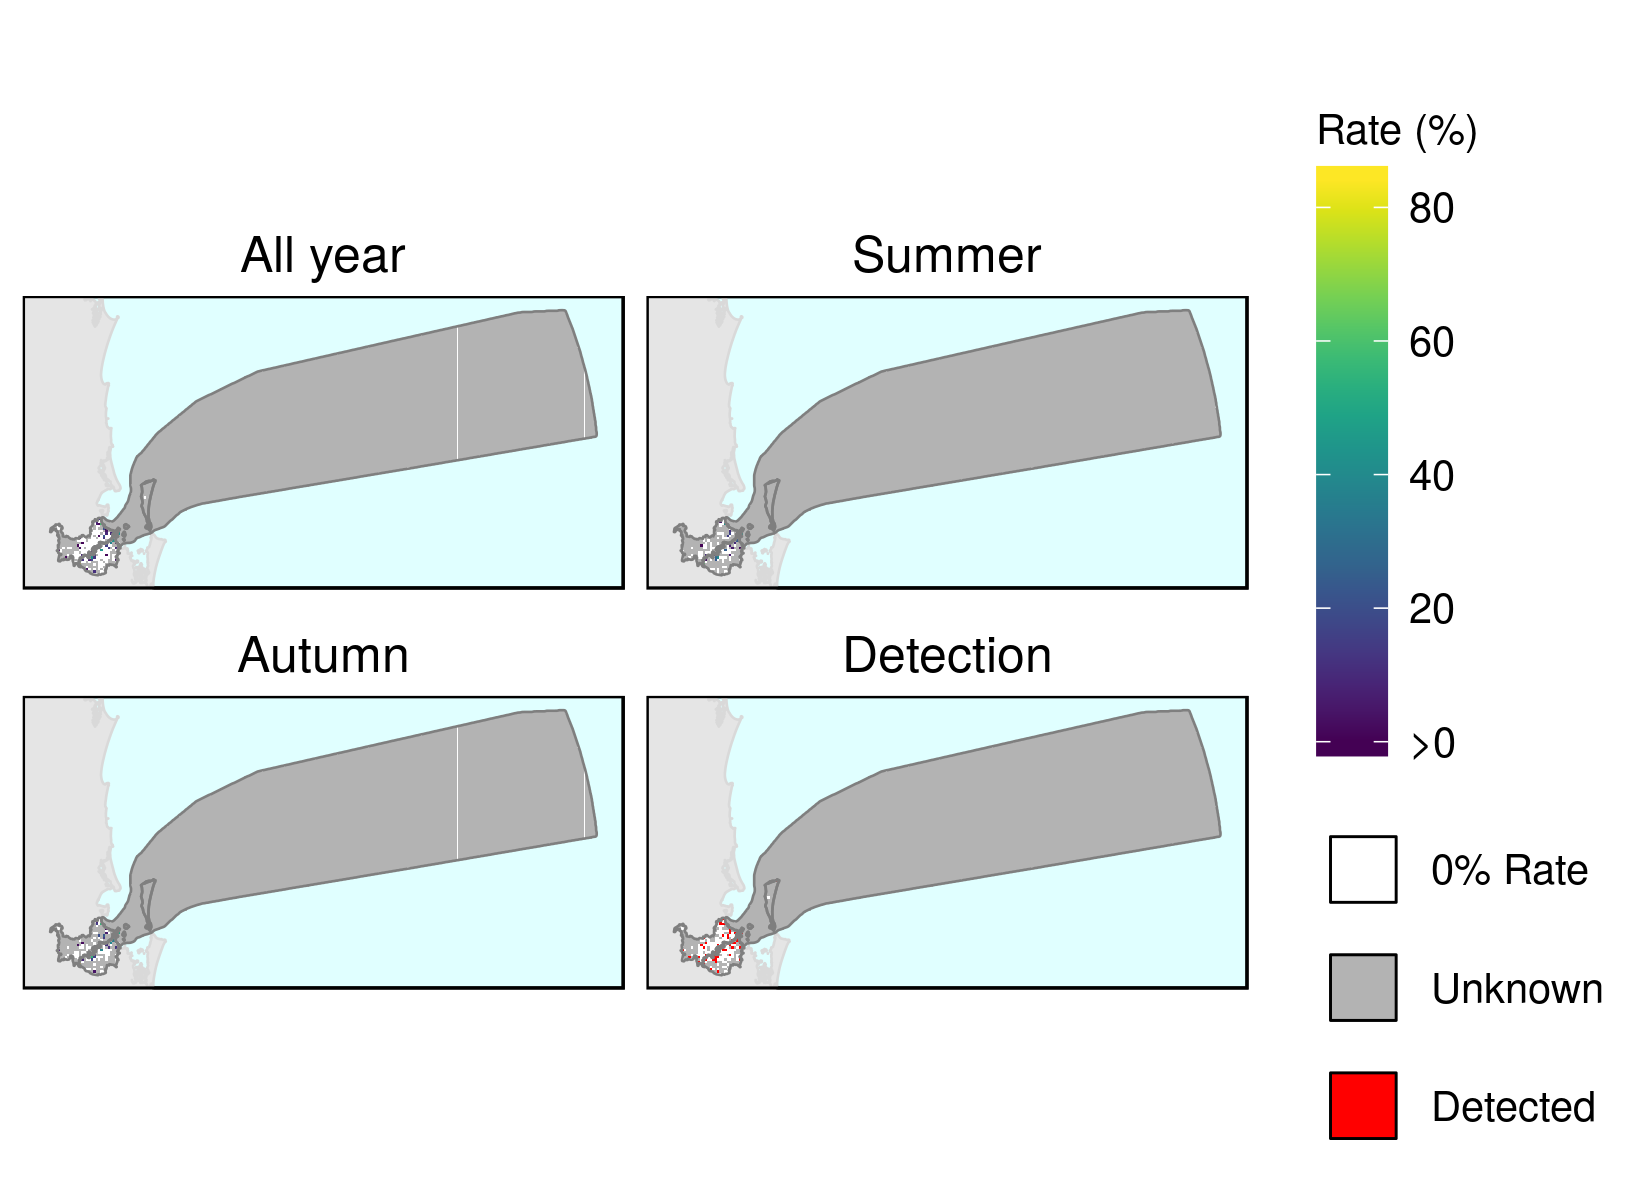 All year
Summer
Autumn
Detection
Rate (%)
80
60
40
20
>0
0% Rate
Unknown
Detected